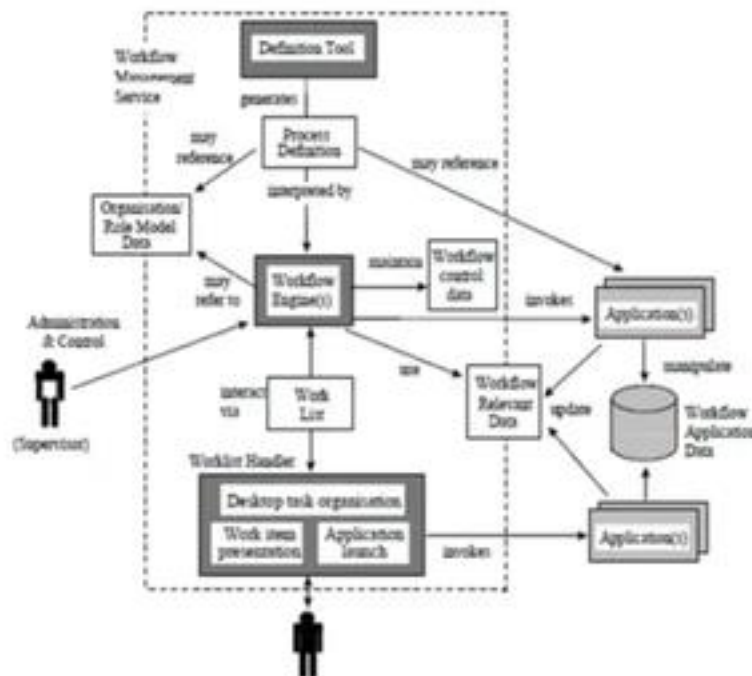 Definition Tool
Workflow
Management
Service
generates
Process
Definition
may
reference
may reference
interpreted by
Organisation/
Role Model
Data
may
refer to
Workflow
Engine(s)
maintain
Workflow
control
data
invokes
Application(s)
Administration
& Control
(Supervisor)
interact
via
Work
List
use
Workflow
Relevant
Data
update
manipulate
Workflow
Application
Data
Worklist Handler
Desktop task organisation
Work item
presentation
Application
launch
invokes
Application(s)